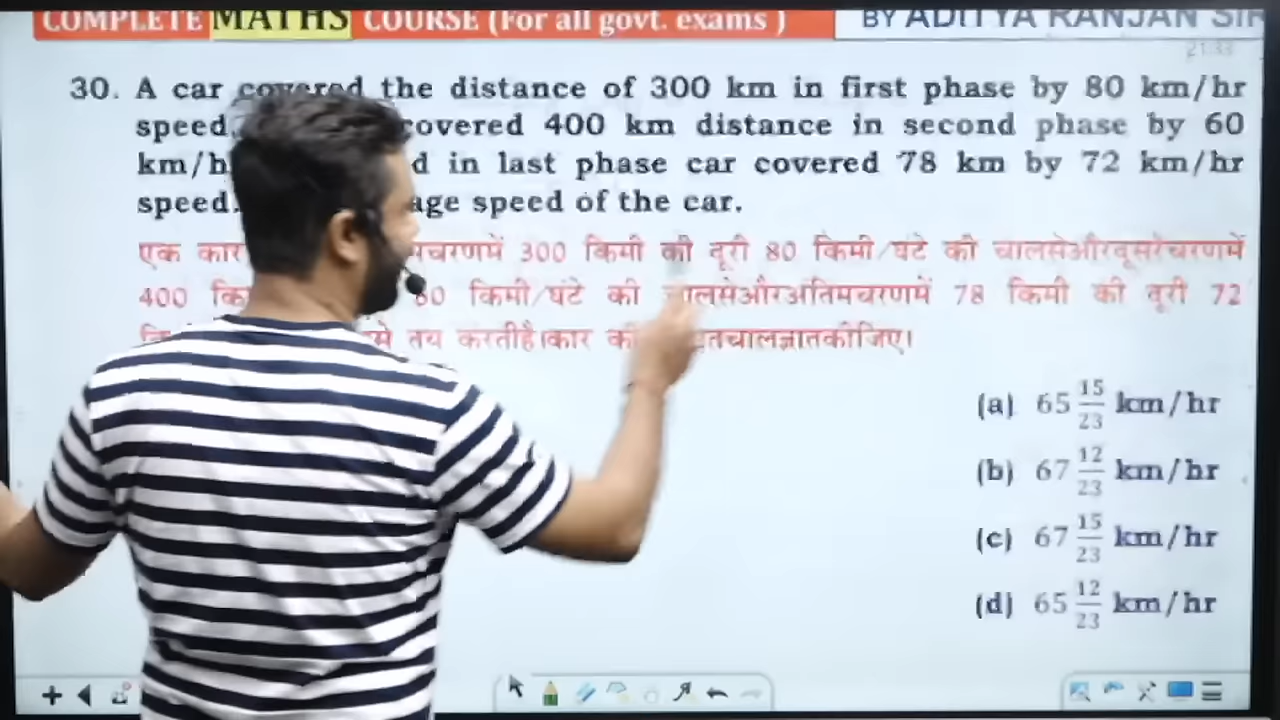 COMPLETE MATHS COURSE (For all govt. exams ) BY ADITYA RANJAN SIR
21:33
30. A car covered the distance of 300 km in first phase by 80 km/hr
speed. covered 400 km distance in second phase by 60
km/h d in last phase car covered 78 km by 72 km/hr
speed. age speed of the car.
एक कार चरणमें 300 किमी की दूरी 80 किमी/घंटे की चालसेऔरदूसरेचरणमें
400 कि 60 किमी/घंटे की चालसेऔरअंतिमचरणमें 78 किमी की दूरी 72
से तय करतीहै।कार की तचालज्ञातकीजिए।
(a) 65 15/23 km/hr
(b) 67 12/23 km/hr
(c) 67 15/23 km/hr
(d) 65 12/23 km/hr